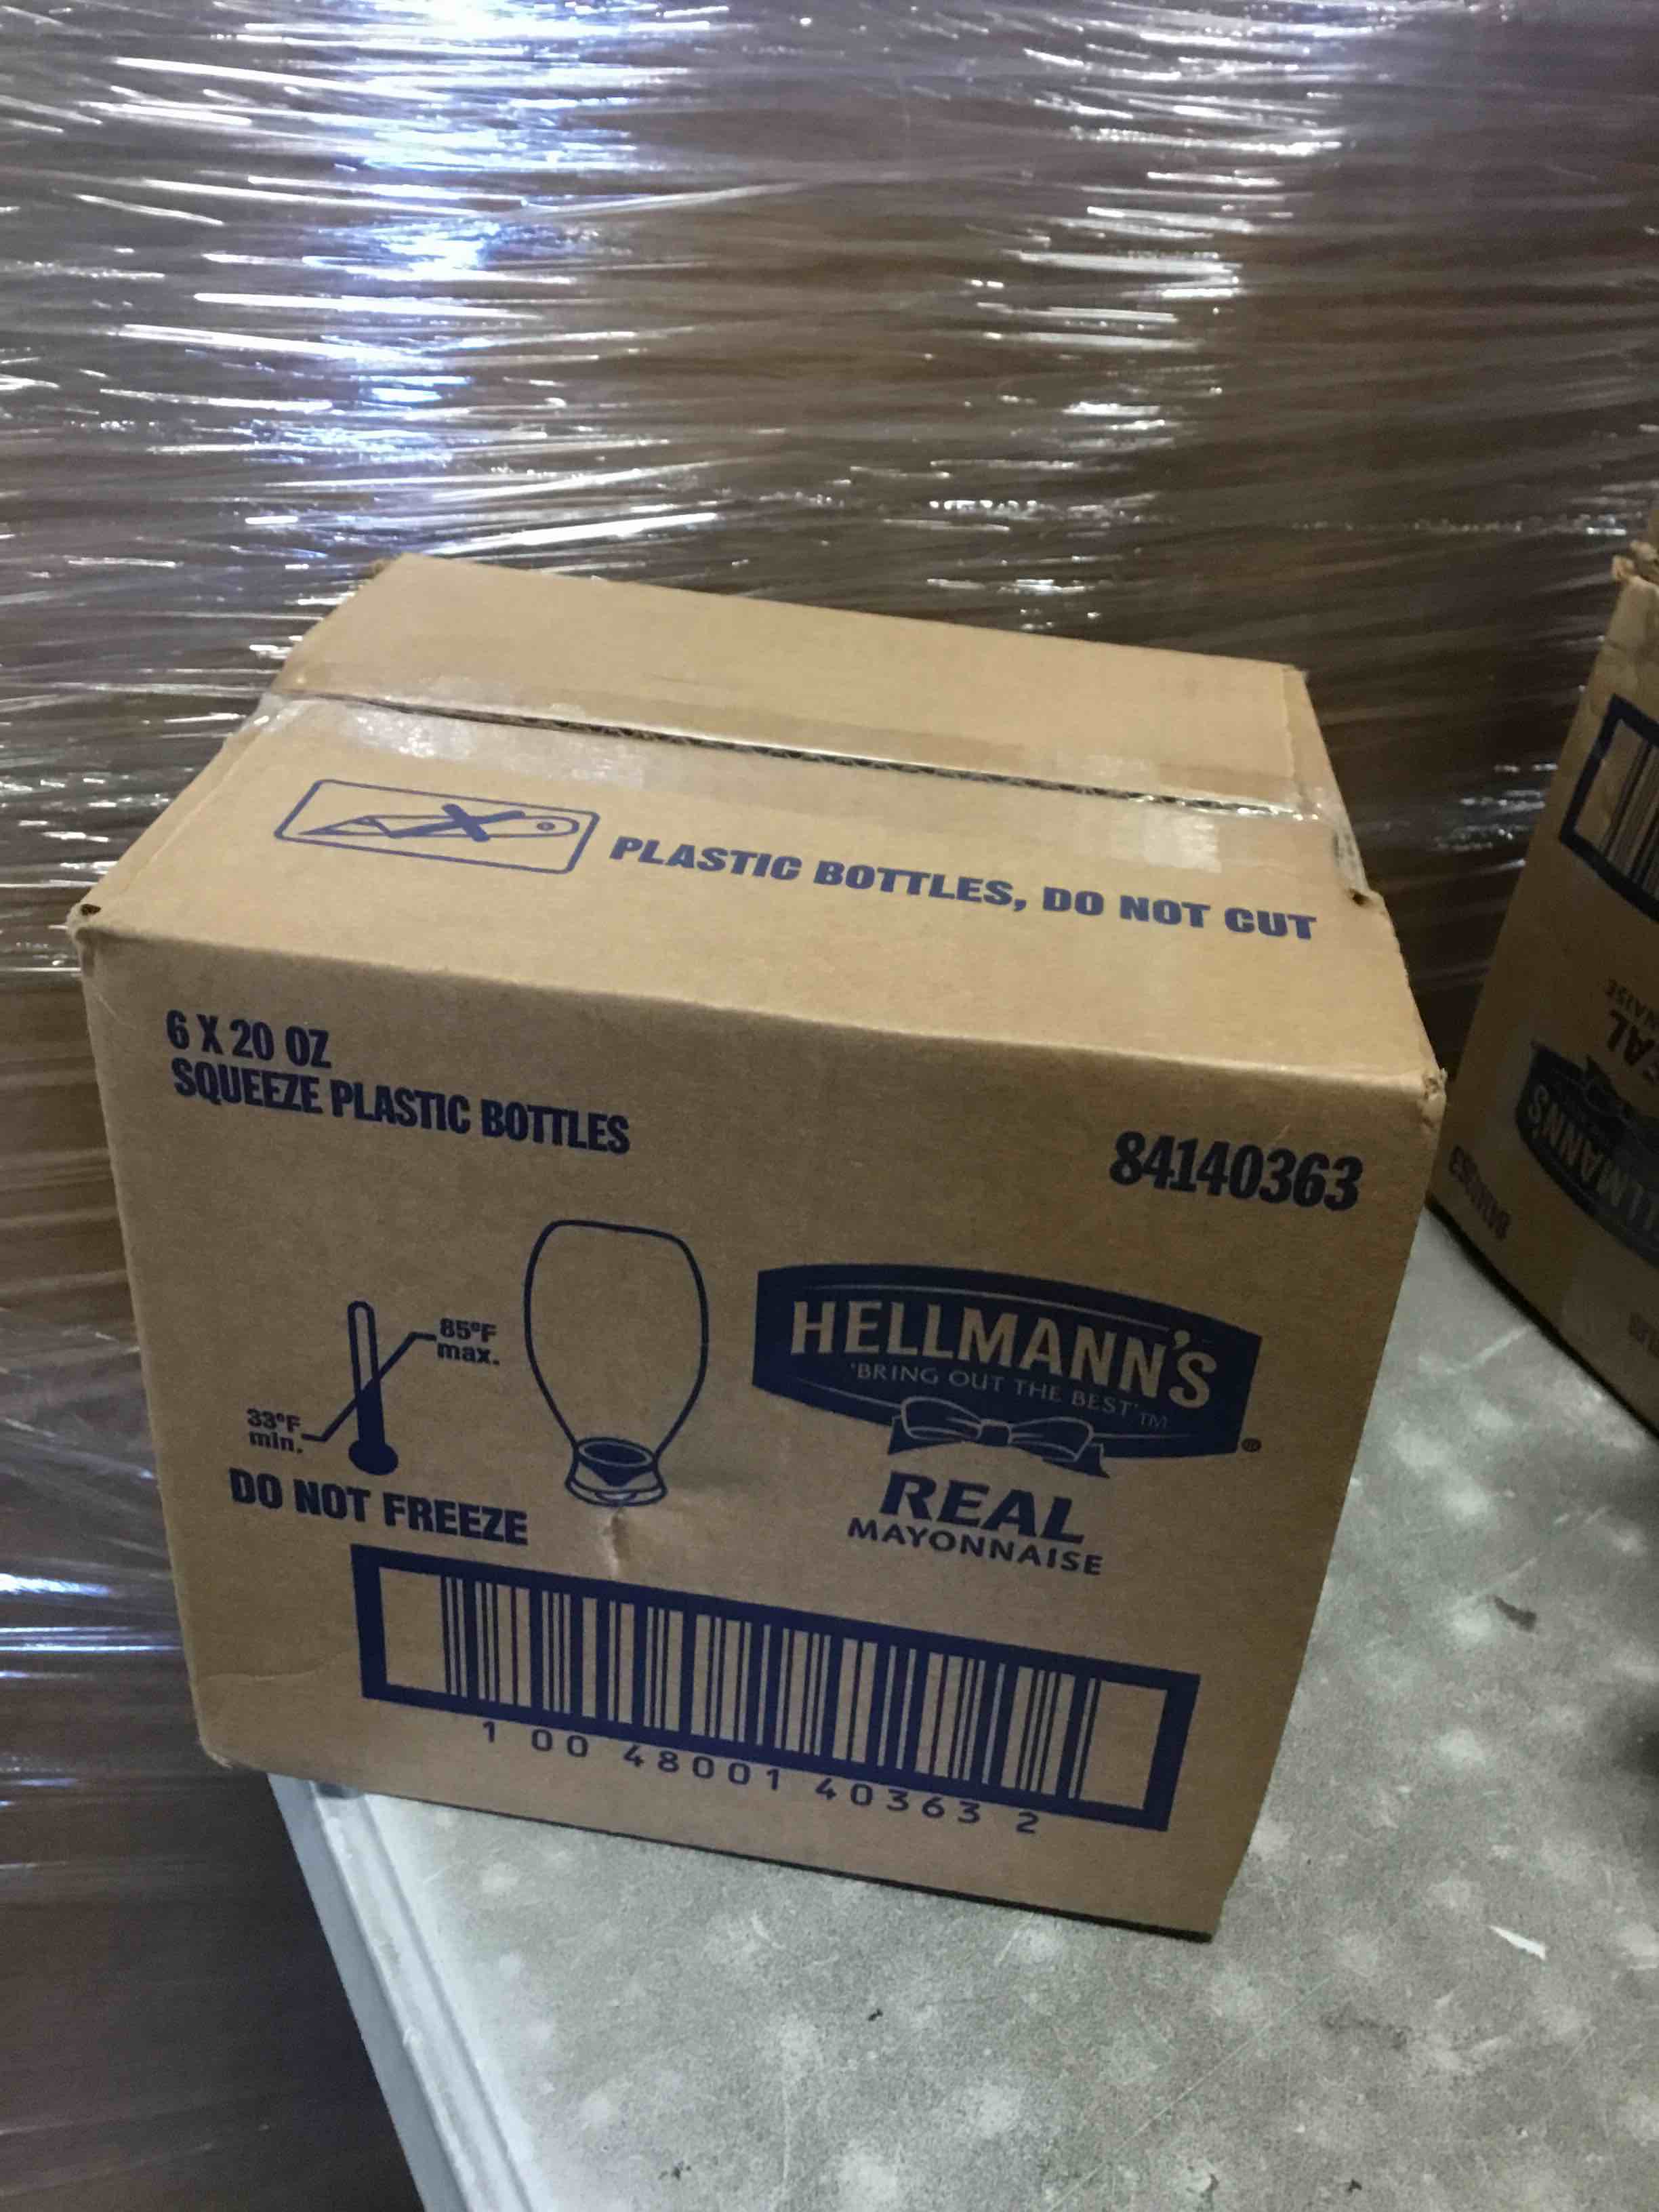 PLASTIC BOTTLES, DO NOT CUT
6 X 20 OZ
SQUEEZE PLASTIC BOTTLES
84140363
85°F
max.
33°F
min.
DO NOT FREEZE
HELLMANN'S
'BRING OUT THE BEST'™
®
REAL
MAYONNAISE
1 00 48001 40363 2